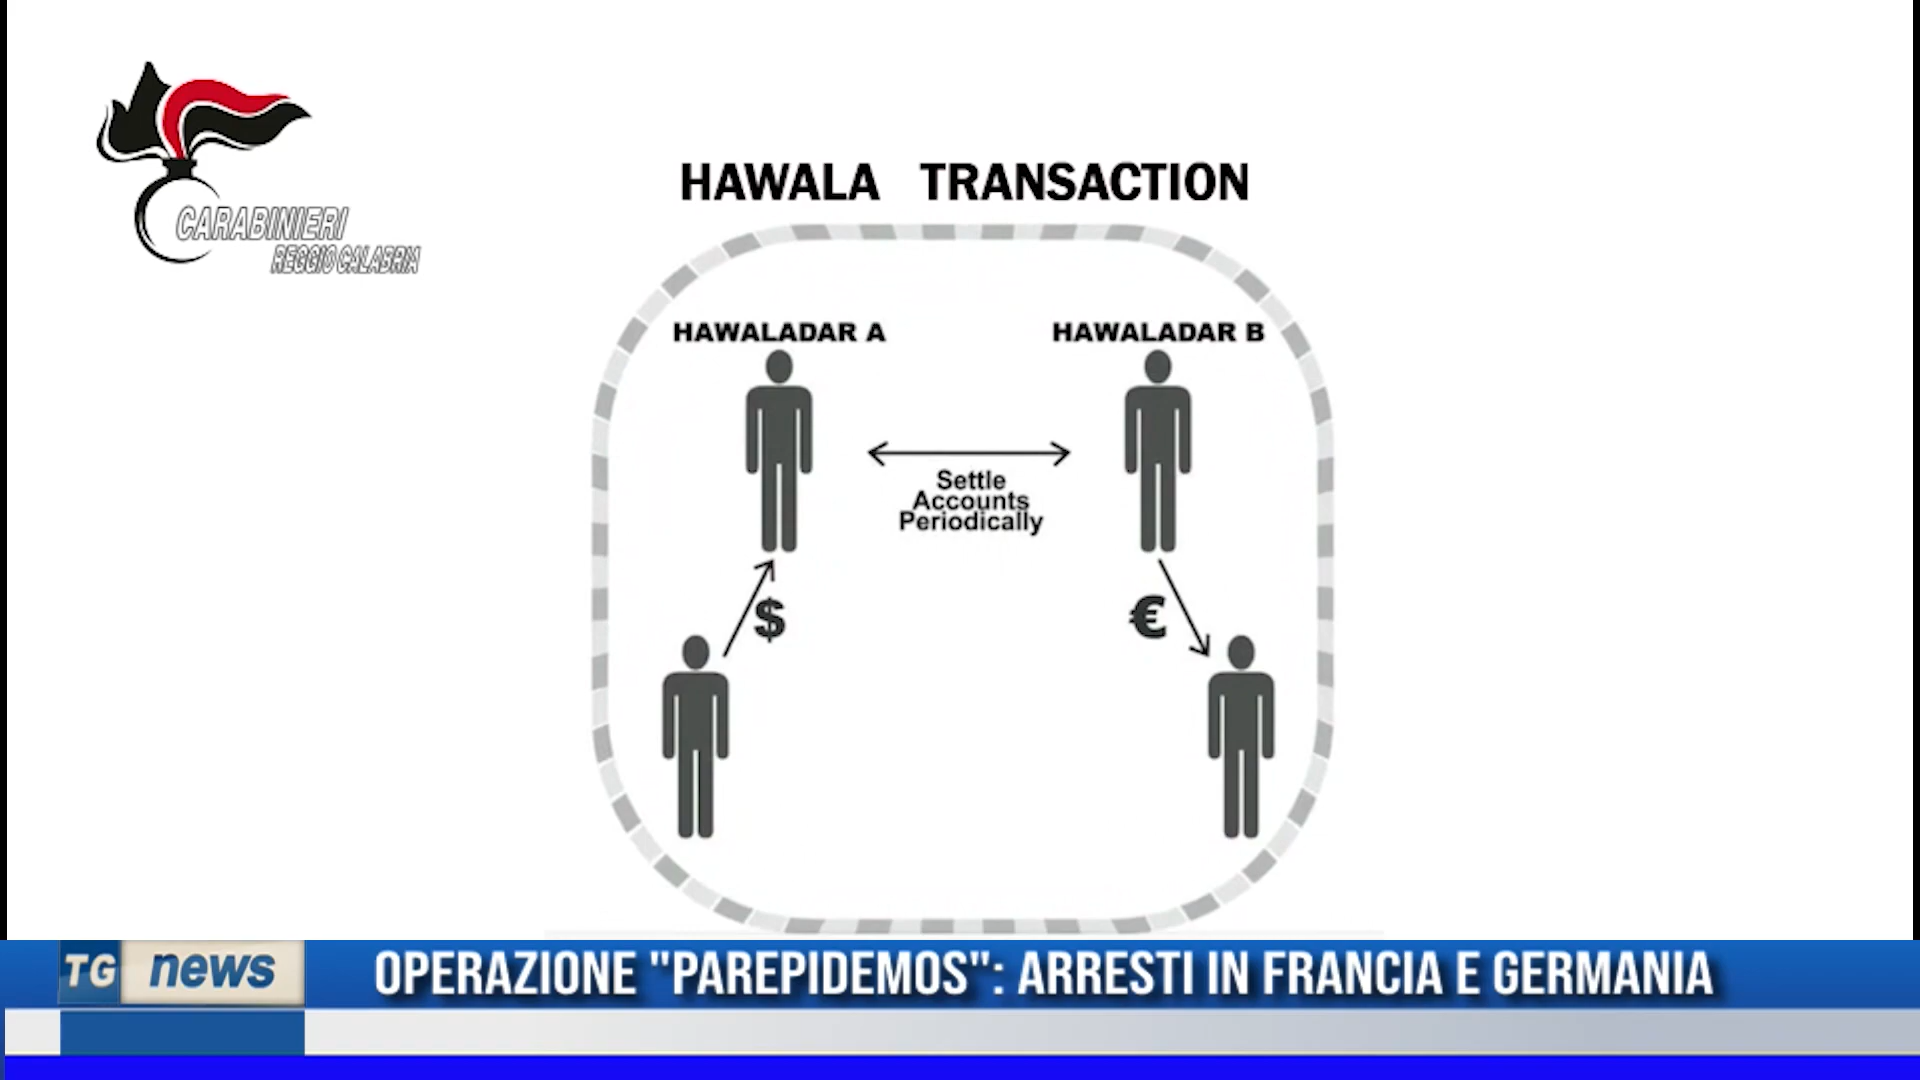 CARABINIERI
REGGIO CALABRIA
HAWALA TRANSACTION
HAWALADAR A
HAWALADAR B
Settle
Accounts
Periodically
$
€
TG news
OPERAZIONE "PAREPIDEMOS": ARRESTI IN FRANCIA E GERMANIA